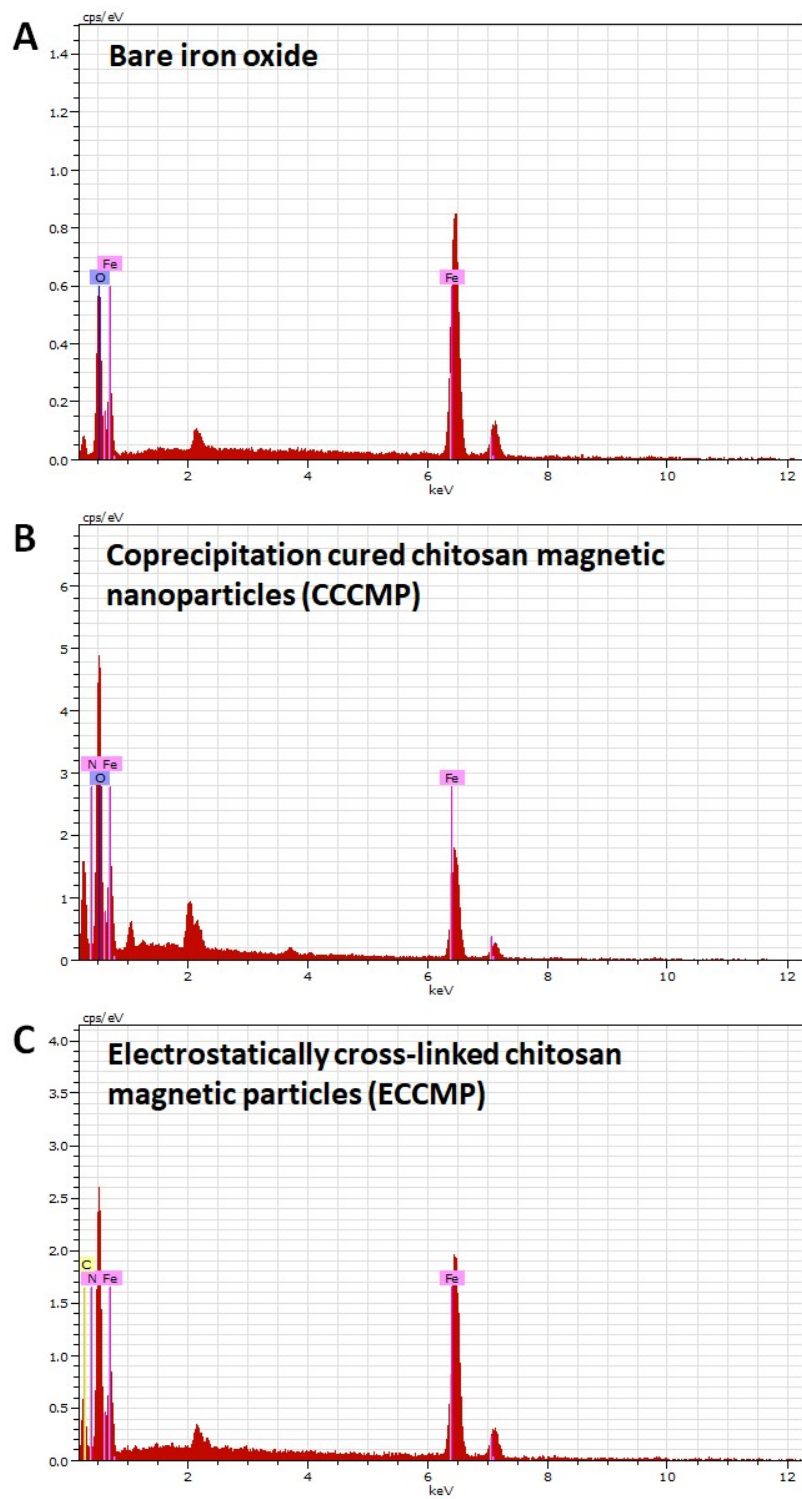 A
cps/eV
Bare iron oxide
1.4
1.2
1.0
0.8
Fe
O
Fe
0.6
0.4
0.2
0.0
2 4 6 8 10 12
keV
B
cps/eV
Coprecipitation cured chitosan magnetic
nanoparticles (CCCMP)
6
5
4
N Fe
O
Fe
3
2
1
0
2 4 6 8 10 12
keV
C
cps/eV
Electrostatically cross-linked chitosan
magnetic particles (ECCMP)
4.0
3.5
3.0
2.5
2.0
C
N Fe
Fe
1.5
1.0
0.5
0.0
2 4 6 8 10 12
keV